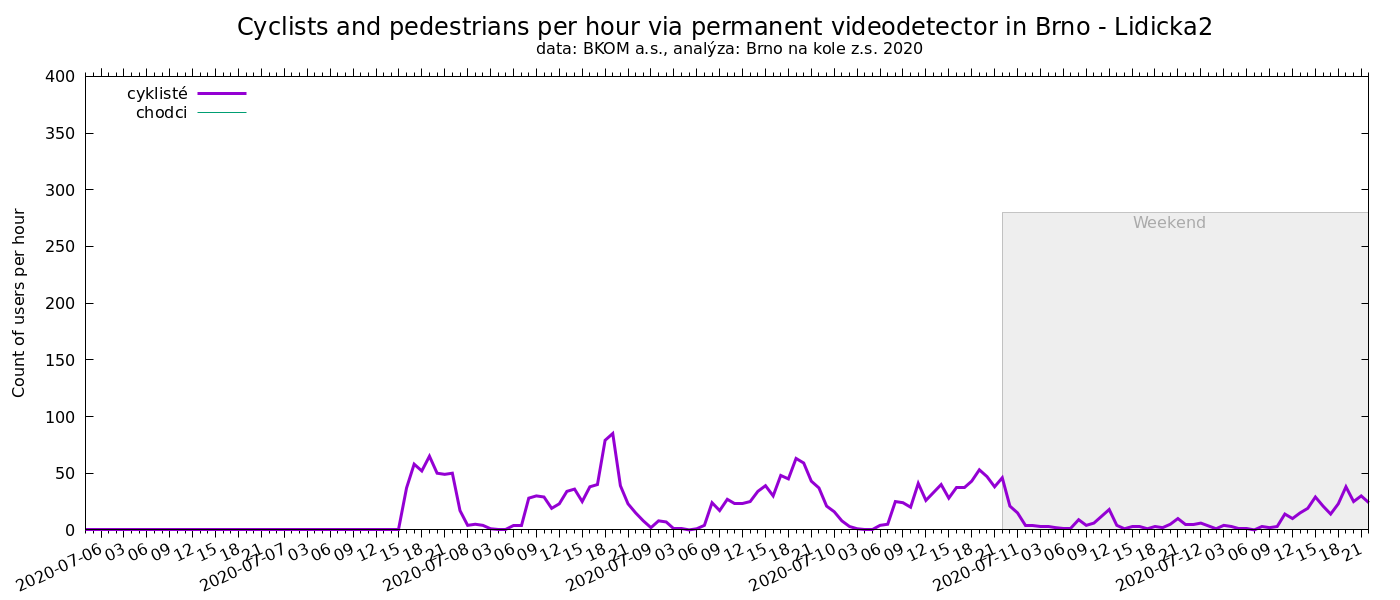 Cyclists and pedestrians per hour via permanent videodetector in Brno - Lidicka2
data: BKOM a.s., analýza: Brno na kole z.s. 2020
cyklisté
chodci
Weekend
Count of users per hour
400
350
300
250
200
150
100
50
0
2020-07-06 03 06 09 12 15 18 21 2020-07-07 03 06 09 12 15 18 21 2020-07-08 03 06 09 12 15 18 21 2020-07-09 03 06 09 12 15 18 21 2020-07-10 03 06 09 12 15 18 21 2020-07-11 03 06 09 12 15 18 21 2020-07-12 03 06 09 12 15 18 21